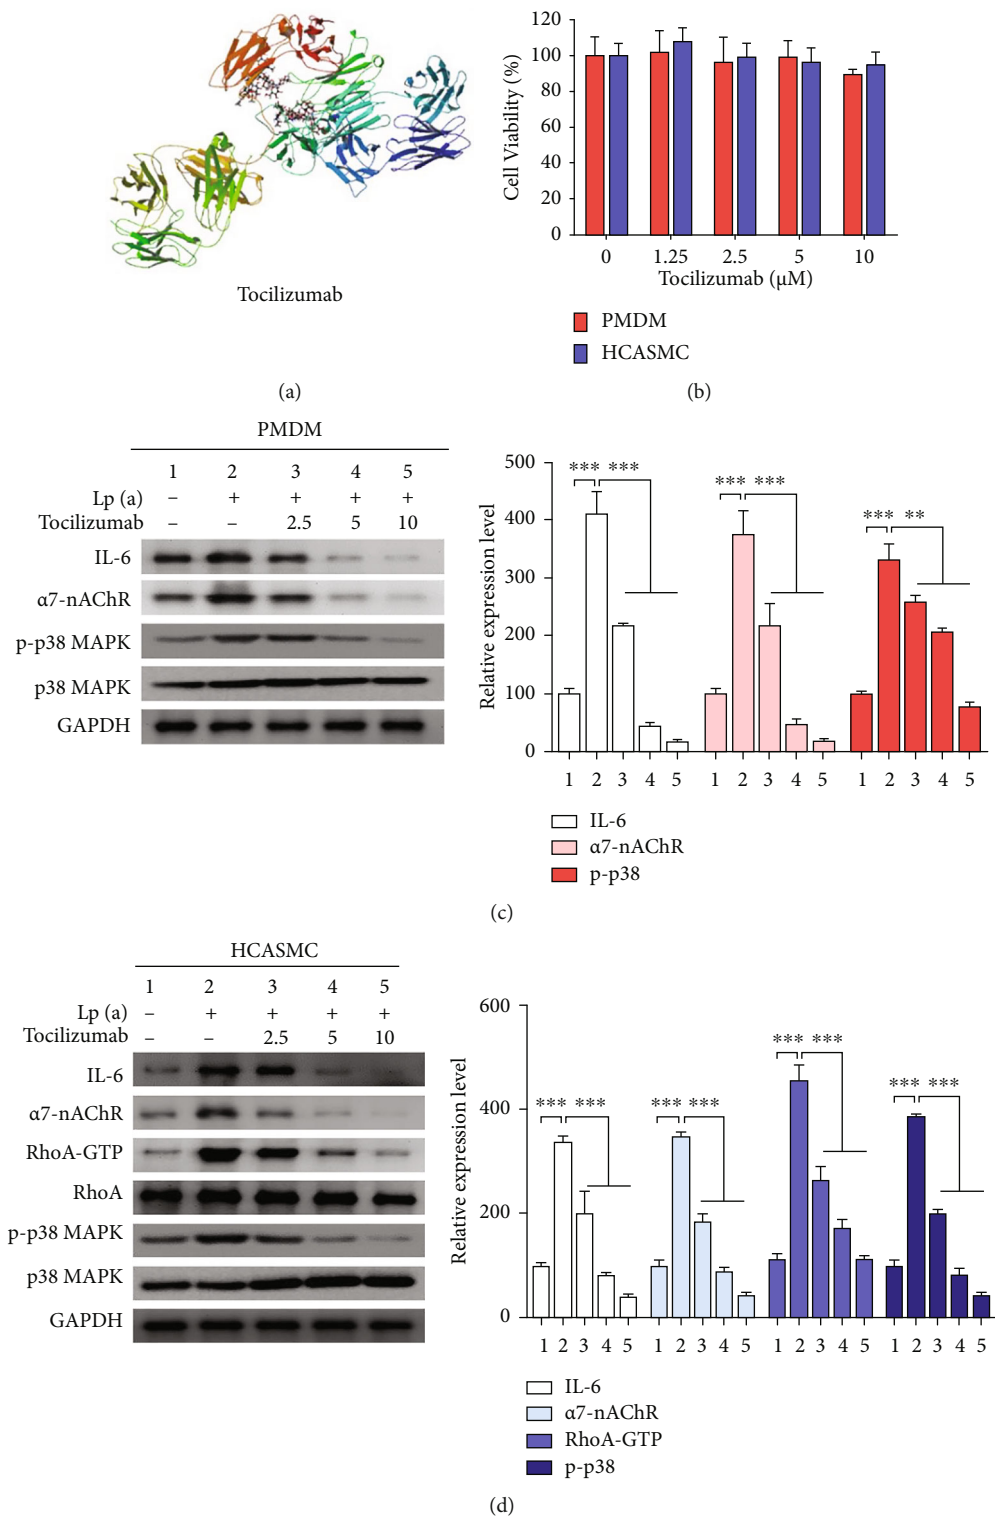 Tocilizumab
(a)
120
100
80
60
40
20
0
Cell Viability (%)
0 1.25 2.5 5 10
Tocilizumab (μM)
PMDM
HCASMC
(b)
PMDM
1 2 3 4 5
Lp (a) – + + + +
Tocilizumab – – 2.5 5 10
IL-6
α7-nAChR
p-p38 MAPK
p38 MAPK
GAPDH
500
400
300
200
100
0
Relative expression level
*** ***
*** ***
*** **
1 2 3 4 5 1 2 3 4 5 1 2 3 4 5
IL-6
α7-nAChR
p-p38
(c)
HCASMC
1 2 3 4 5
Lp (a) – + + + +
Tocilizumab – – 2.5 5 10
IL-6
α7-nAChR
RhoA-GTP
RhoA
p-p38 MAPK
p38 MAPK
GAPDH
600
400
200
0
Relative expression level
*** ***
*** ***
*** ***
*** ***
1 2 3 4 5 1 2 3 4 5 1 2 3 4 5 1 2 3 4 5
IL-6
α7-nAChR
RhoA-GTP
p-p38
(d)